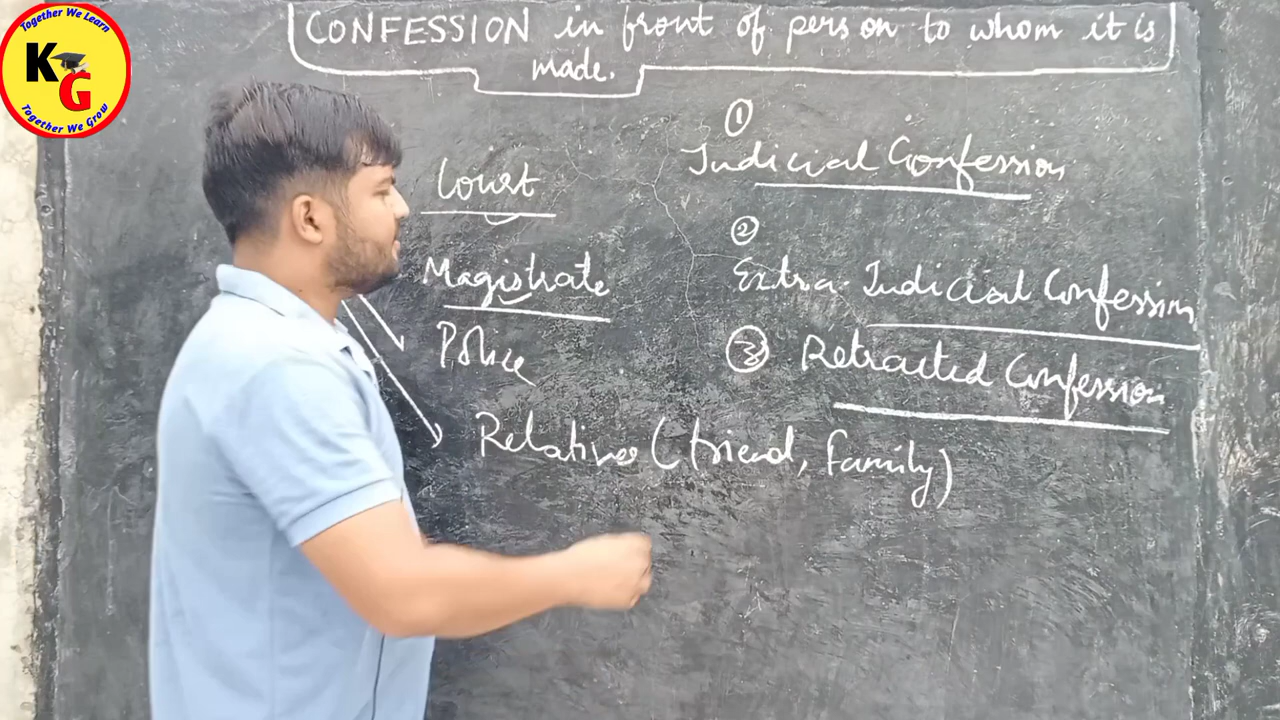 Together We Learn
KG
Together We Grow
CONFESSION in front of person to whom it is
made.
Court
Magistrate
Police
Relatives (friend, family)
①
Judicial Confession
②
Extra-Judicial Confession
③ Retracted Confession